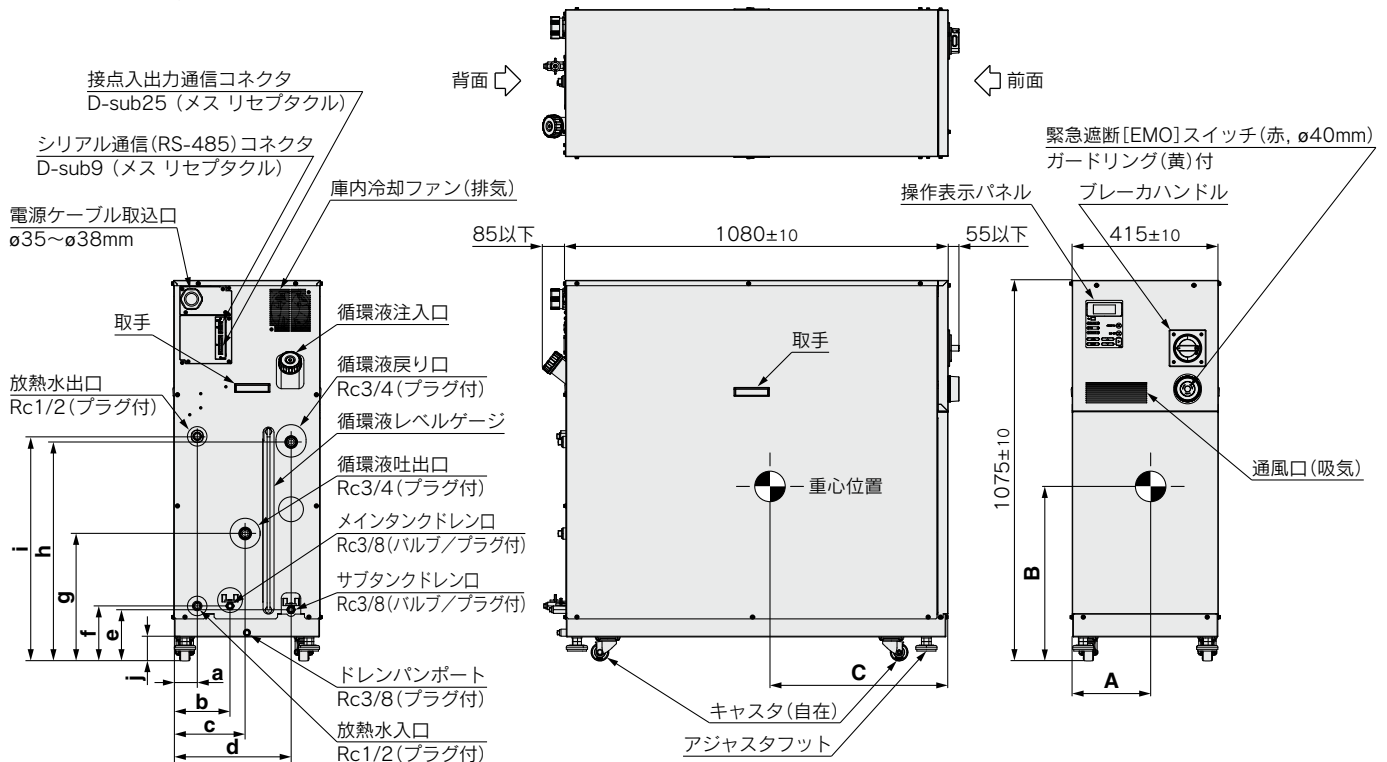 背面
前面
接点入出力通信コネクタ
D-sub25（メス リセプタクル）
シリアル通信(RS-485)コネクタ
D-sub9（メス リセプタクル）
電源ケーブル取込口
ø35～ø38mm
庫内冷却ファン(排気)
取手
放熱水出口
Rc1/2(プラグ付)
循環液注入口
循環液戻り口
Rc3/4(プラグ付)
循環液レベルゲージ
循環液吐出口
Rc3/4(プラグ付)
メインタンクドレン口
Rc3/8(バルブ／プラグ付)
サブタンクドレン口
Rc3/8(バルブ／プラグ付)
ドレンパンポート
Rc3/8(プラグ付)
放熱水入口
Rc1/2(プラグ付)
i
h
g
f
e
j
a
b
c
d
85以下
1080±10
55以下
取手
重心位置
C
キャスタ(自在)
アジャスタフット
緊急遮断[EMO]スイッチ(赤, ø40mm)
ガードリング(黄)付
操作表示パネル
ブレーカハンドル
415±10
1075±10
通風口(吸気)
B
A